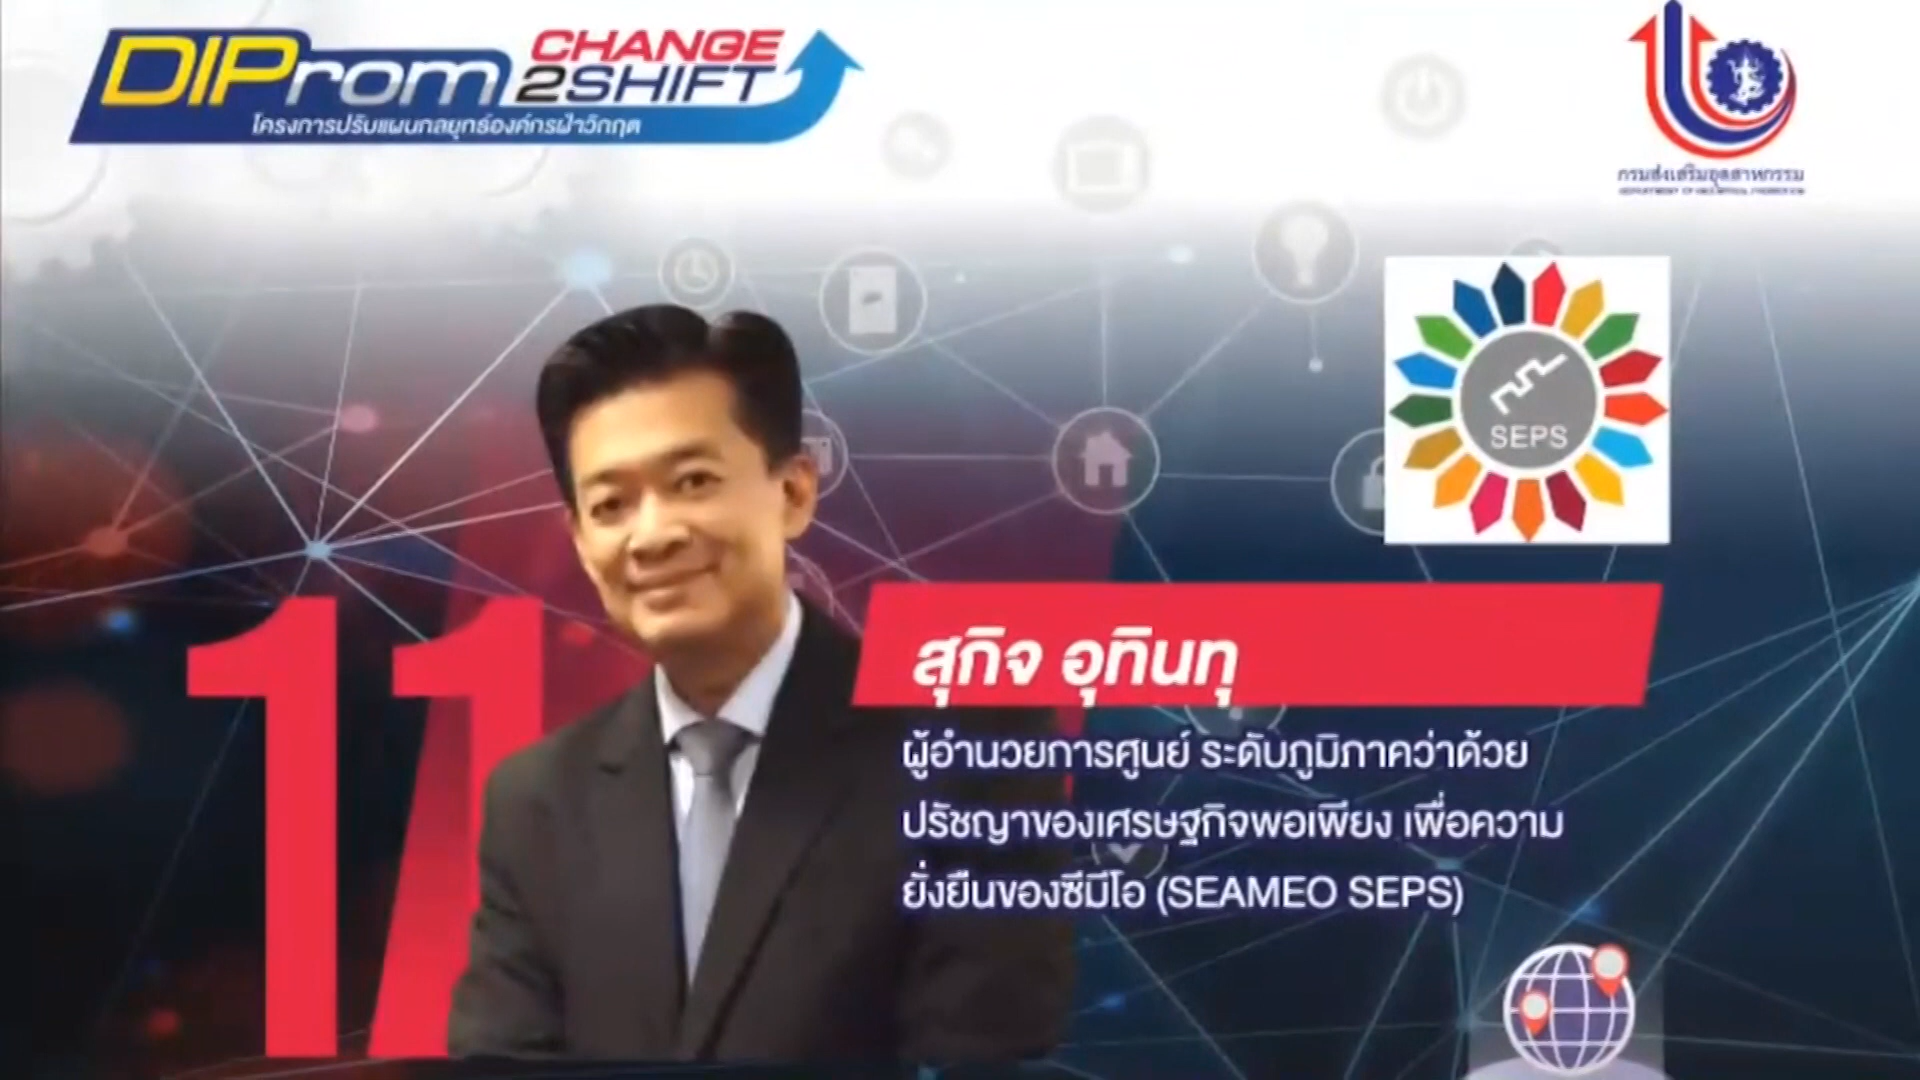 DIProm CHANGE
2SHIFT
โครงการปรับแผนกลยุทธ์องค์กรฝ่าวิกฤต
กรมส่งเสริมอุตสาหกรรม
DEPARTMENT OF INDUSTRIAL PROMOTION
SEPS
11
สุกิจ อุทินทุ
ผู้อำนวยการศูนย์ ระดับภูมิภาคว่าด้วย
ปรัชญาของเศรษฐกิจพอเพียง เพื่อความ
ยั่งยืนของซีมีโอ (SEAMEO SEPS)